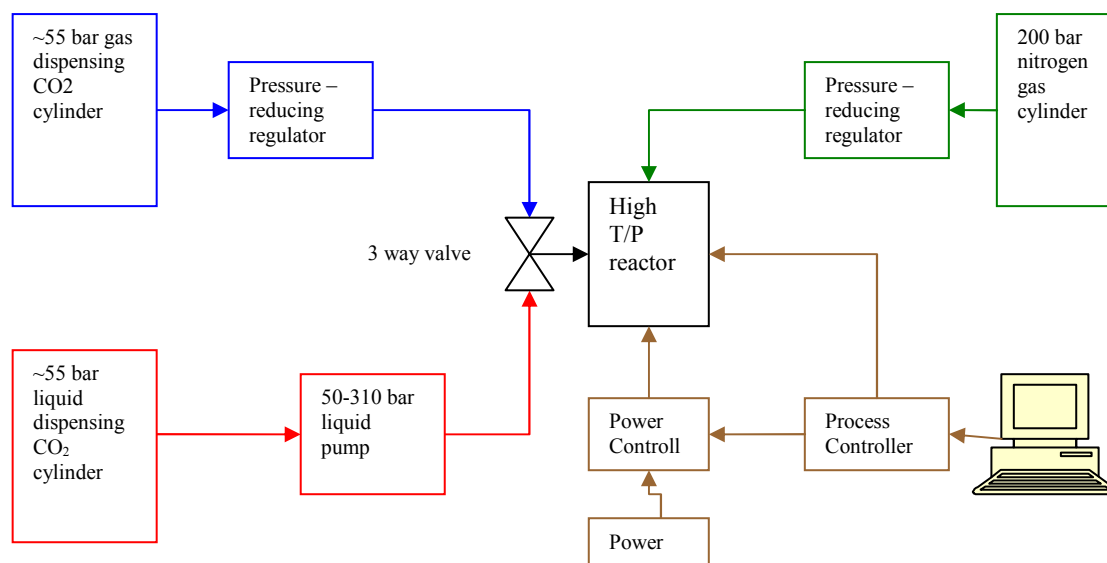 ~55 bar gas
dispensing
CO2
cylinder
Pressure –
reducing
regulator
Pressure –
reducing
regulator
200 bar
nitrogen
gas
cylinder
High
T/P
reactor
3 way valve
~55 bar
liquid
dispensing
CO₂
cylinder
50-310 bar
liquid
pump
Power
Controll
Process
Controller
Power